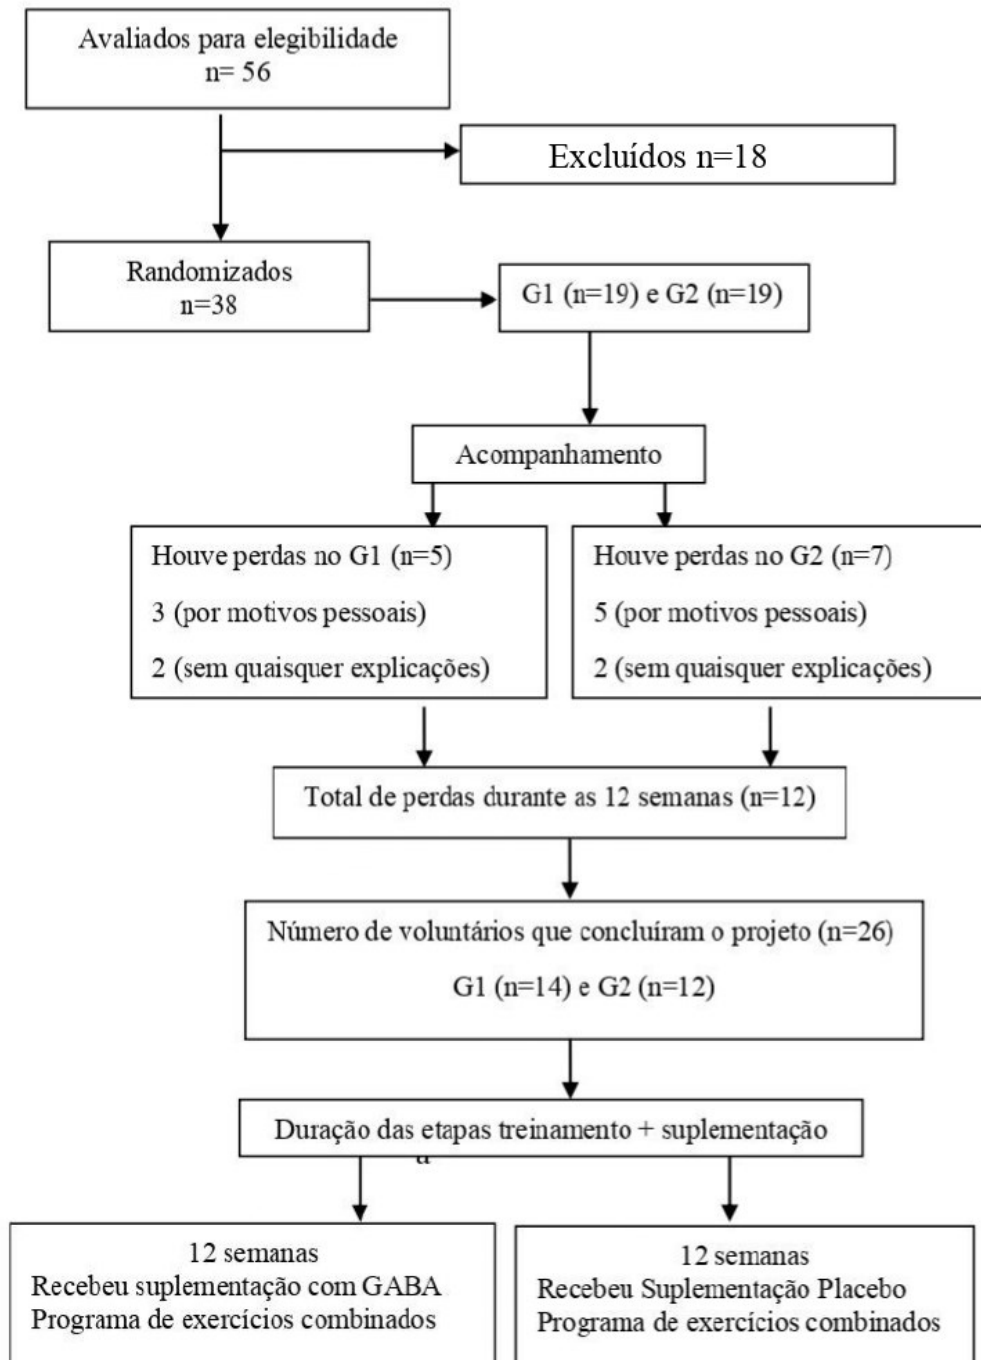 Avaliados para elegibilidade
n= 56
Excluídos n=18
Randomizados
n=38
G1 (n=19) e G2 (n=19)
Acompanhamento
Houve perdas no G1 (n=5)
3 (por motivos pessoais)
2 (sem quaisquer explicações)
Houve perdas no G2 (n=7)
5 (por motivos pessoais)
2 (sem quaisquer explicações)
Total de perdas durante as 12 semanas (n=12)
Número de voluntários que concluíram o projeto (n=26)
G1 (n=14) e G2 (n=12)
Duração das etapas treinamento + suplementação
12 semanas
Recebeu suplementação com GABA
Programa de exercícios combinados
12 semanas
Recebeu Suplementação Placebo
Programa de exercícios combinados